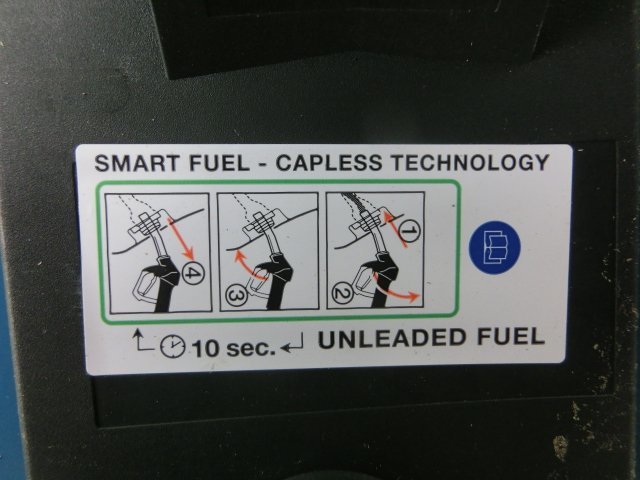 SMART FUEL - CAPLESS TECHNOLOGY
4
3
2
1
10 sec.
UNLEADED FUEL